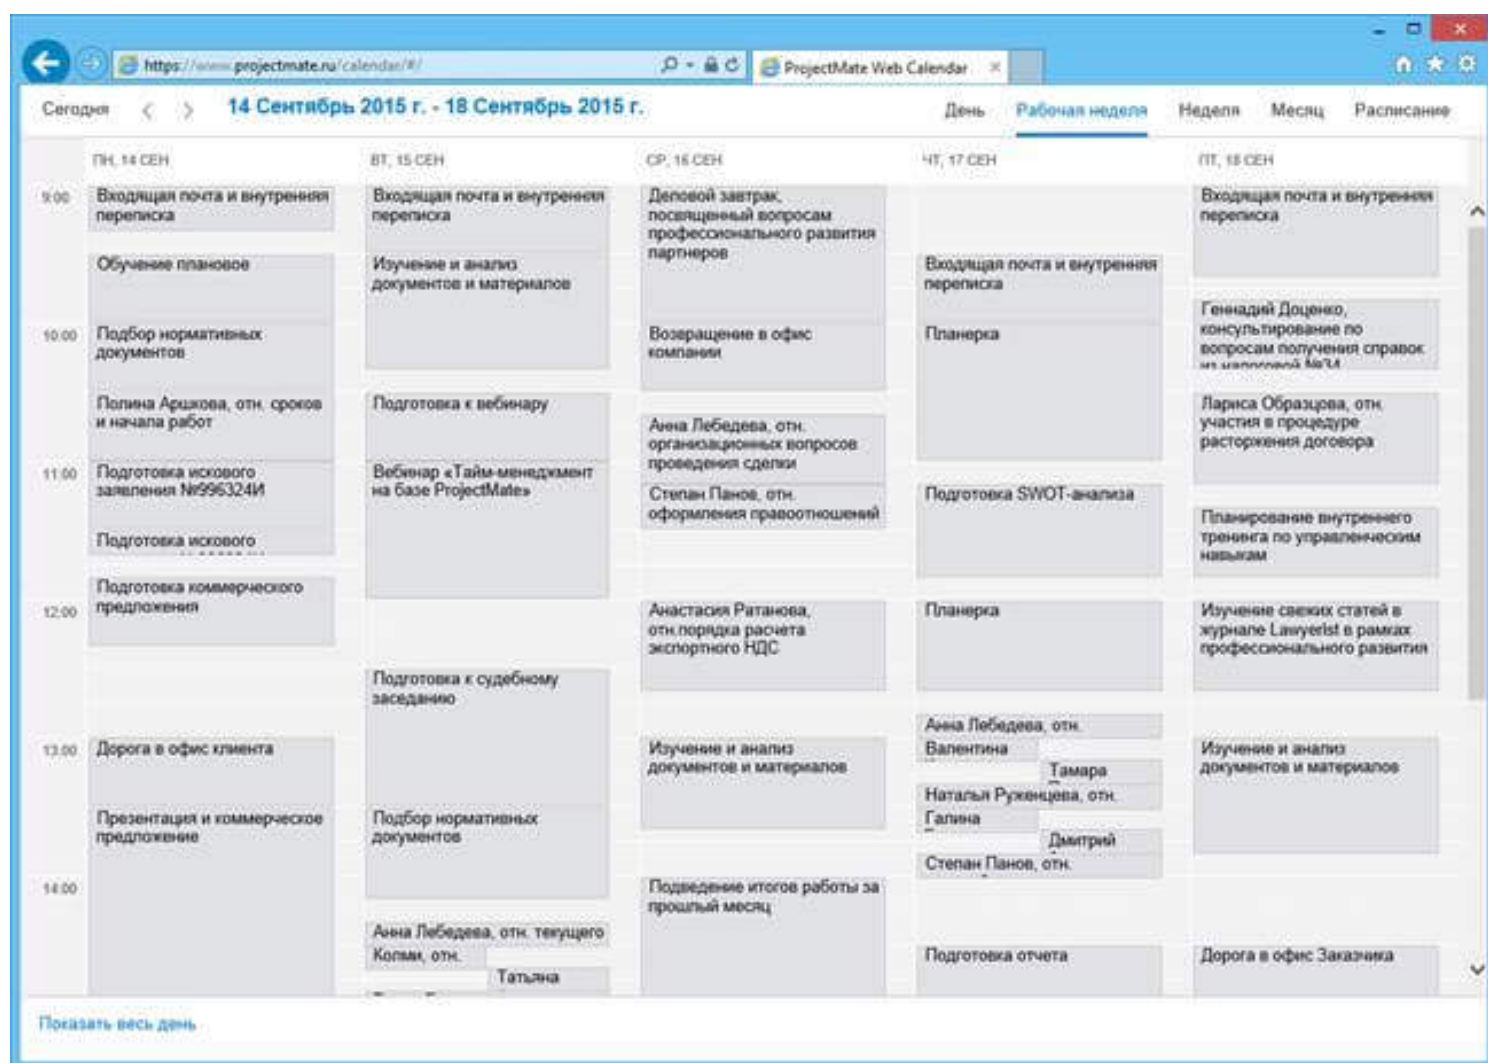 https://www.projectmate.ru/calendar/#/
ProjectMate Web Calendar
Сегодня
14 Сентябрь 2015 г. - 18 Сентябрь 2015 г.
День
Рабочая неделя
Неделя
Месяц
Расписание
ПН, 14 СЕН
ВТ, 15 СЕН
СР, 16 СЕН
ЧТ, 17 СЕН
ПТ, 18 СЕН
9:00
10:00
11:00
12:00
13:00
14:00
Входящая почта и внутренняя
переписка
Обучение плановое
Подбор нормативных
документов
Полина Аршкова, отн. сроков
и начала работ
Подготовка искового
заявления №996324И
Подготовка искового
Подготовка коммерческого
предложения
Дорога в офис клиента
Презентация и коммерческое
предложение
Входящая почта и внутренняя
переписка
Изучение и анализ
документов и материалов
Подготовка к вебинару
Вебинар «Тайм-менеджмент
на базе ProjectMate»
Подготовка к судебному
заседанию
Подбор нормативных
документов
Анна Лебедева, отн. текущего
Колми, отн.
Татьяна
Деловой завтрак,
посвященный вопросам
профессионального развития
партнеров
Возвращение в офис
компании
Анна Лебедева, отн.
организационных вопросов
проведения сделки
Степан Панов, отн.
оформления правоотношений
Анастасия Ратанова,
отн.порядка расчета
экспортного НДС
Изучение и анализ
документов и материалов
Подведение итогов работы за
прошлый месяц
Входящая почта и внутренняя
переписка
Планерка
Подготовка SWOT-анализа
Планерка
Анна Лебедева, отн.
Валентина
Тамара
Наталья Руженцева, отн.
Галина
Дмитрий
Степан Панов, отн.
Подготовка отчета
Входящая почта и внутренняя
переписка
Геннадий Доценко,
консультирование по
вопросам получения справок
из налоговой №34
Лариса Образцова, отн.
участия в процедуре
расторжения договора
Планирование внутреннего
тренинга по управленческим
навыкам
Изучение свежих статей в
журнале Lawyerist в рамках
профессионального развития
Изучение и анализ
документов и материалов
Дорога в офис Заказчика
Показать весь день